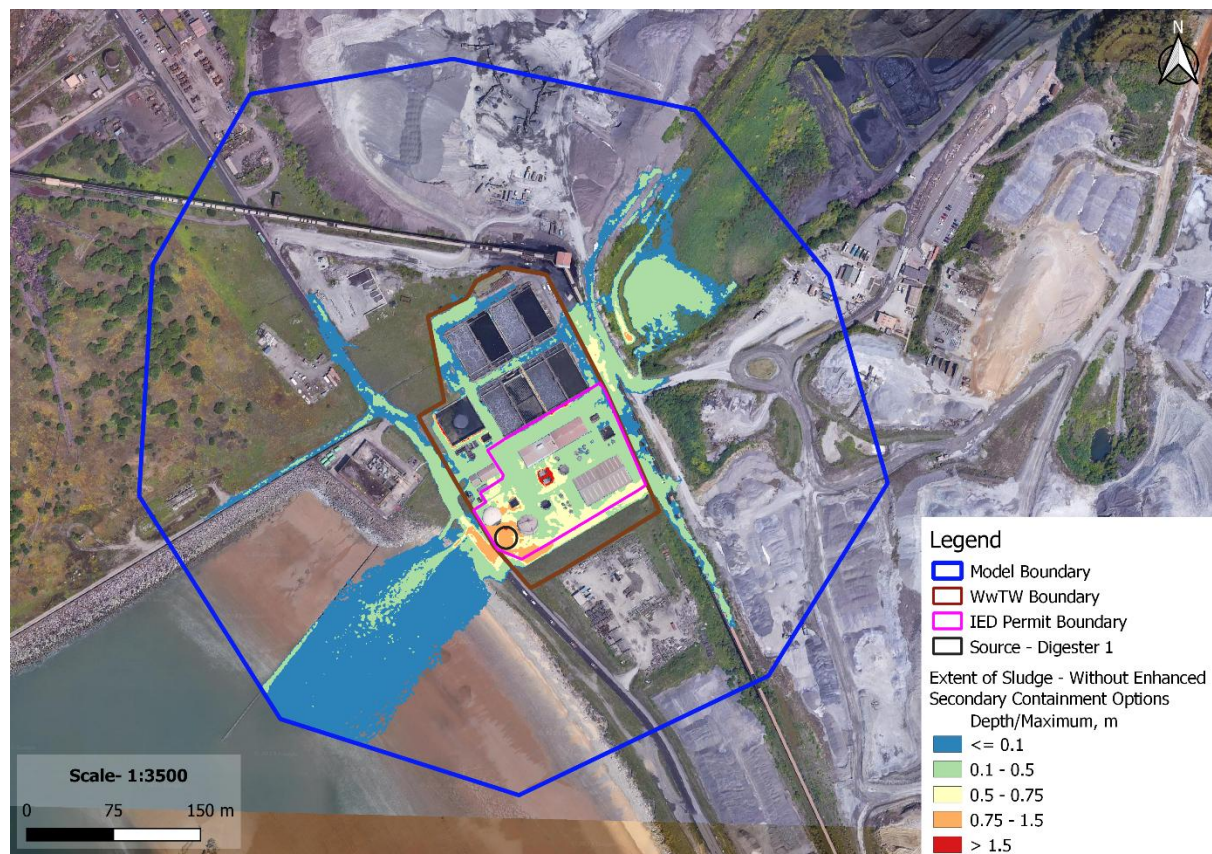 N
Legend
Model Boundary
WwTW Boundary
IED Permit Boundary
Source - Digester 1
Extent of Sludge - Without Enhanced
Secondary Containment Options
Depth/Maximum, m
<= 0.1
0.1 - 0.5
0.5 - 0.75
0.75 - 1.5
> 1.5
Scale- 1:3500
0 75 150 m